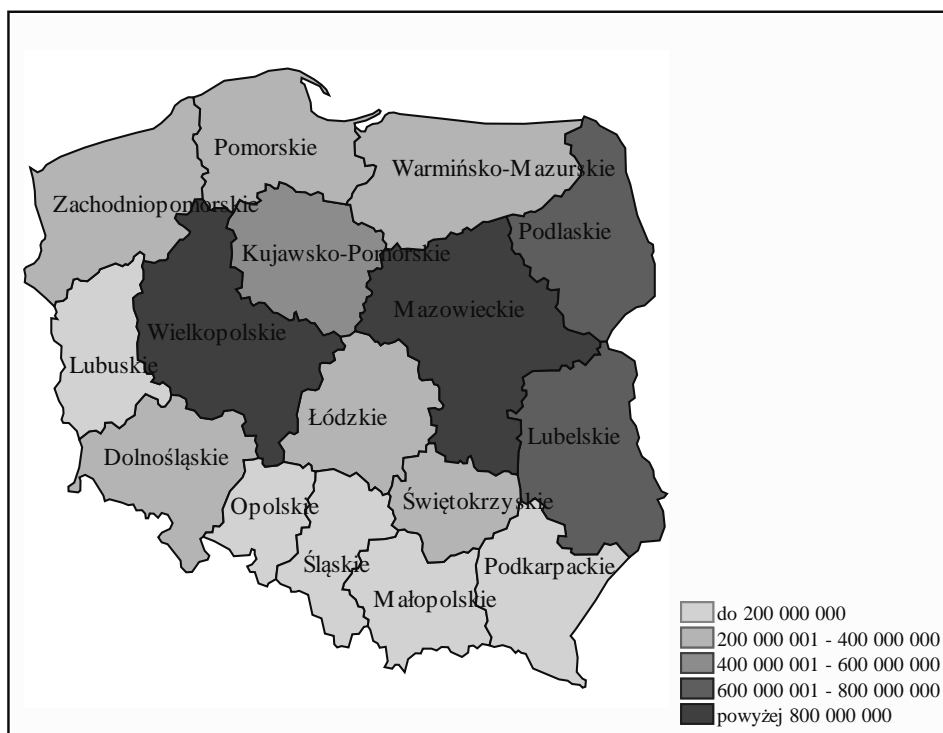 Pomorskie
Warmińsko-Mazurskie
Zachodniopomorskie
Podlaskie
Kujawsko-Pomorskie
Mazowieckie
Wielkopolskie
Lubuskie
Łódzkie
Lubelskie
Dolnośląskie
Opolskie
Świętokrzyskie
Śląskie
Podkarpackie
Małopolskie
do 200 000 000
200 000 001 - 400 000 000
400 000 001 - 600 000 000
600 000 001 - 800 000 000
powyżej 800 000 000